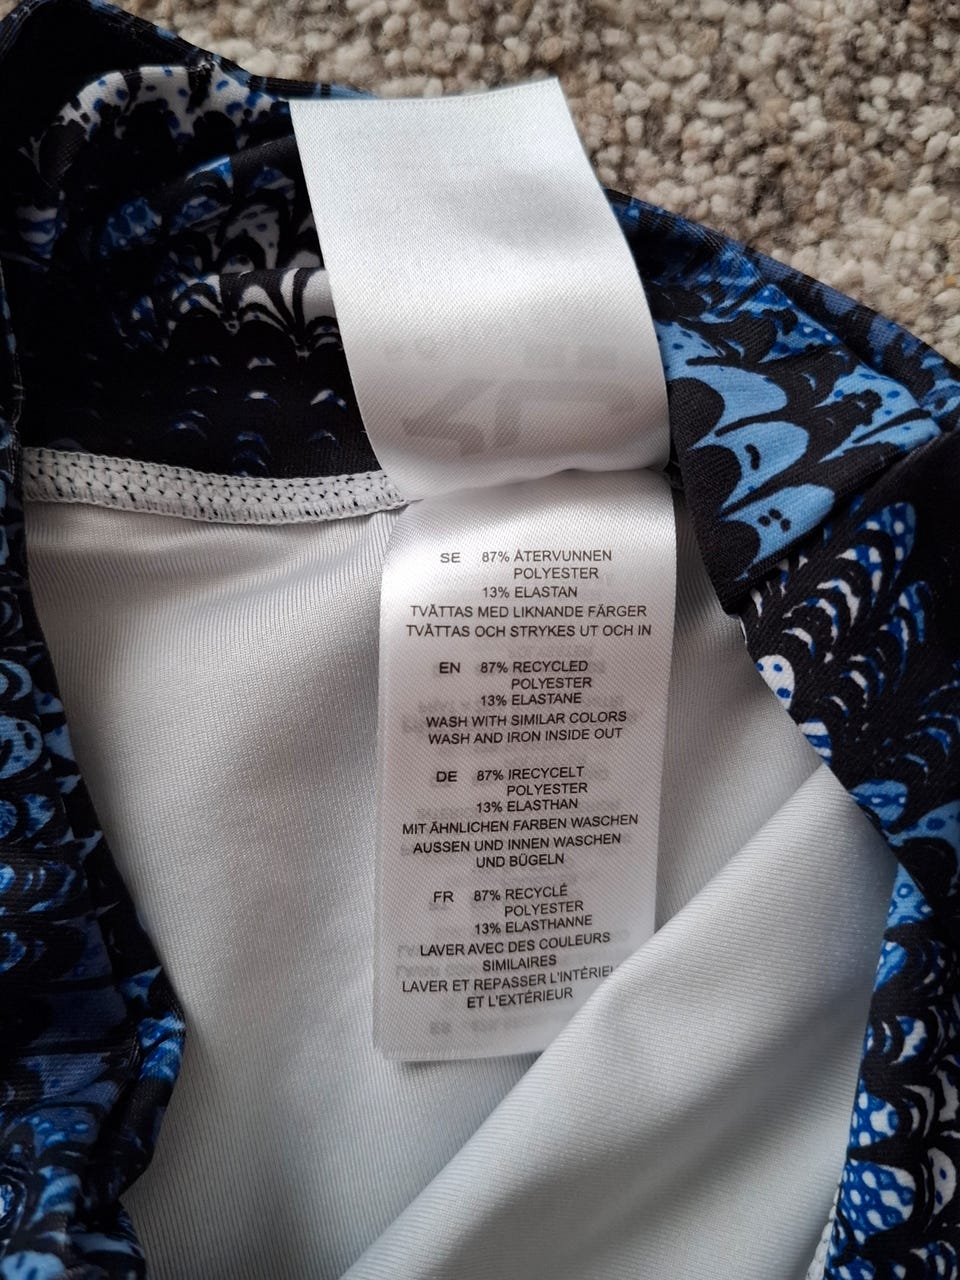 SE 87% ÅTERVUNNEN
POLYESTER
13% ELASTAN
TVÄTTAS MED LIKNANDE FÄRGER
TVÄTTAS OCH STRYKES UT OCH IN
EN 87% RECYCLED
POLYESTER
13% ELASTANE
WASH WITH SIMILAR COLORS
WASH AND IRON INSIDE OUT
DE 87% IRECYCELT
POLYESTER
13% ELASTHAN
MIT ÄHNLICHEN FARBEN WASCHEN
AUSSEN UND INNEN WASCHEN
UND BÜGELN
FR 87% RECYCLÉ
POLYESTER
13% ELASTHANNE
LAVER AVEC DES COULEURS
SIMILAIRES
LAVER ET REPASSER
ET L'EXTÉRIEUR